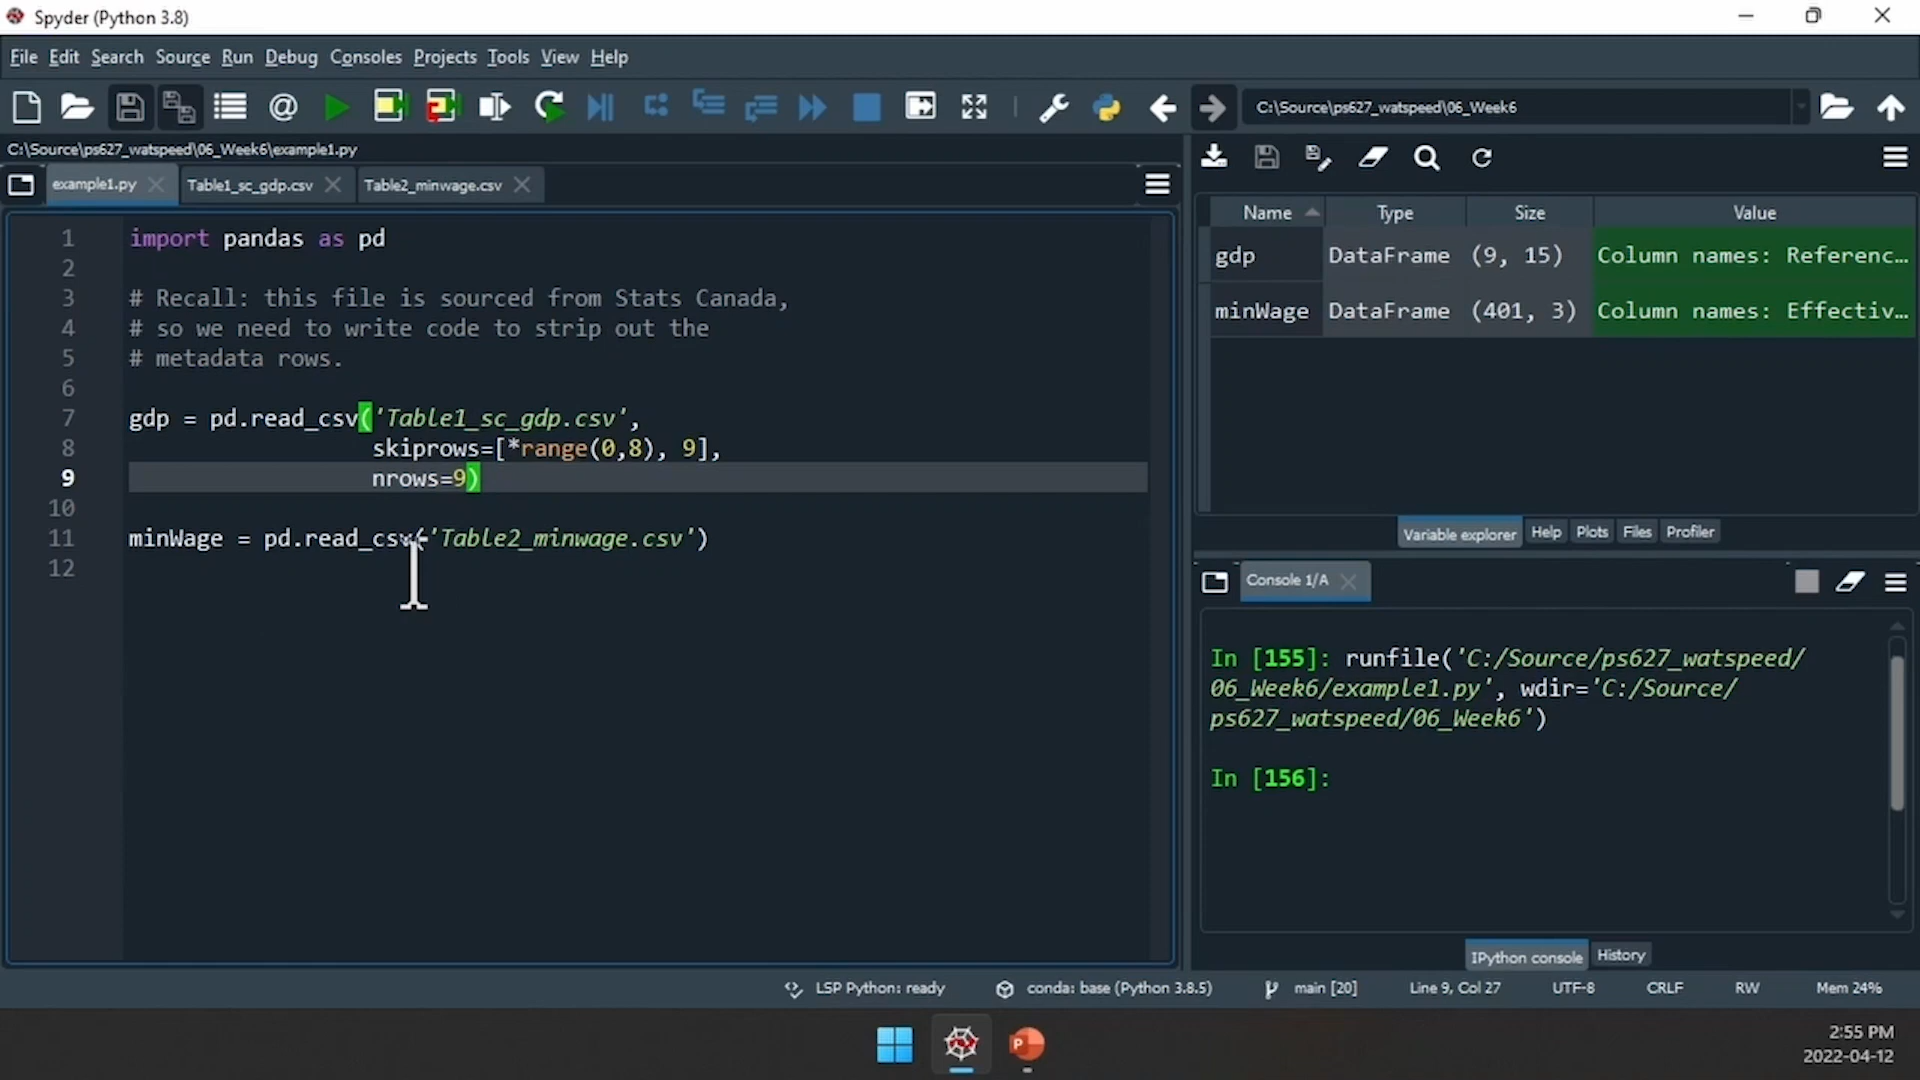 Spyder (Python 3.8)
File Edit Search Source Run Debug Consoles Projects Tools View Help
C:\Source\ps627_watspeed\06_Week6
C:\Source\ps627_watspeed\06_Week6\example1.py
example1.py Table1_sc_gdp.csv Table2_minwage.csv
1 import pandas as pd
2
3 # Recall: this file is sourced from Stats Canada,
4 # so we need to write code to strip out the
5 # metadata rows.
6
7 gdp = pd.read_csv('Table1_sc_gdp.csv',
8 skiprows=[*range(0,8), 9],
9 nrows=9)
10
11 minWage = pd.read_csv('Table2_minwage.csv')
12
Name Type Size Value
gdp DataFrame (9, 15) Column names: Referenc...
minWage DataFrame (401, 3) Column names: Effectiv...
Variable explorer Help Plots Files Profiler
Console 1/A
In [155]: runfile('C:/Source/ps627_watspeed/
06_Week6/example1.py', wdir='C:/Source/
ps627_watspeed/06_Week6')
In [156]:
IPython console History
LSP Python: ready conda: base (Python 3.8.5) main [20] Line 9, Col 27 UTF-8 CRLF RW Mem 24%
P
2:55 PM
2022-04-12